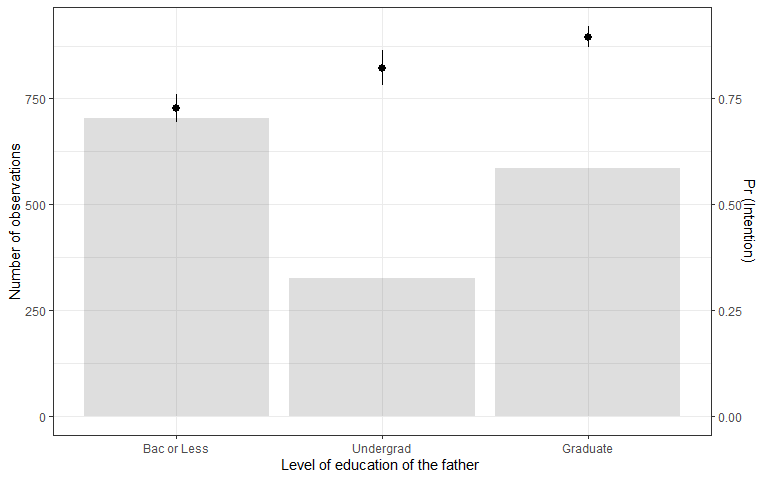 Number of observations
750
500
250
0
0.75
0.50
0.25
0.00
Pr (Intention)
Bac or Less
Undergrad
Graduate
Level of education of the father